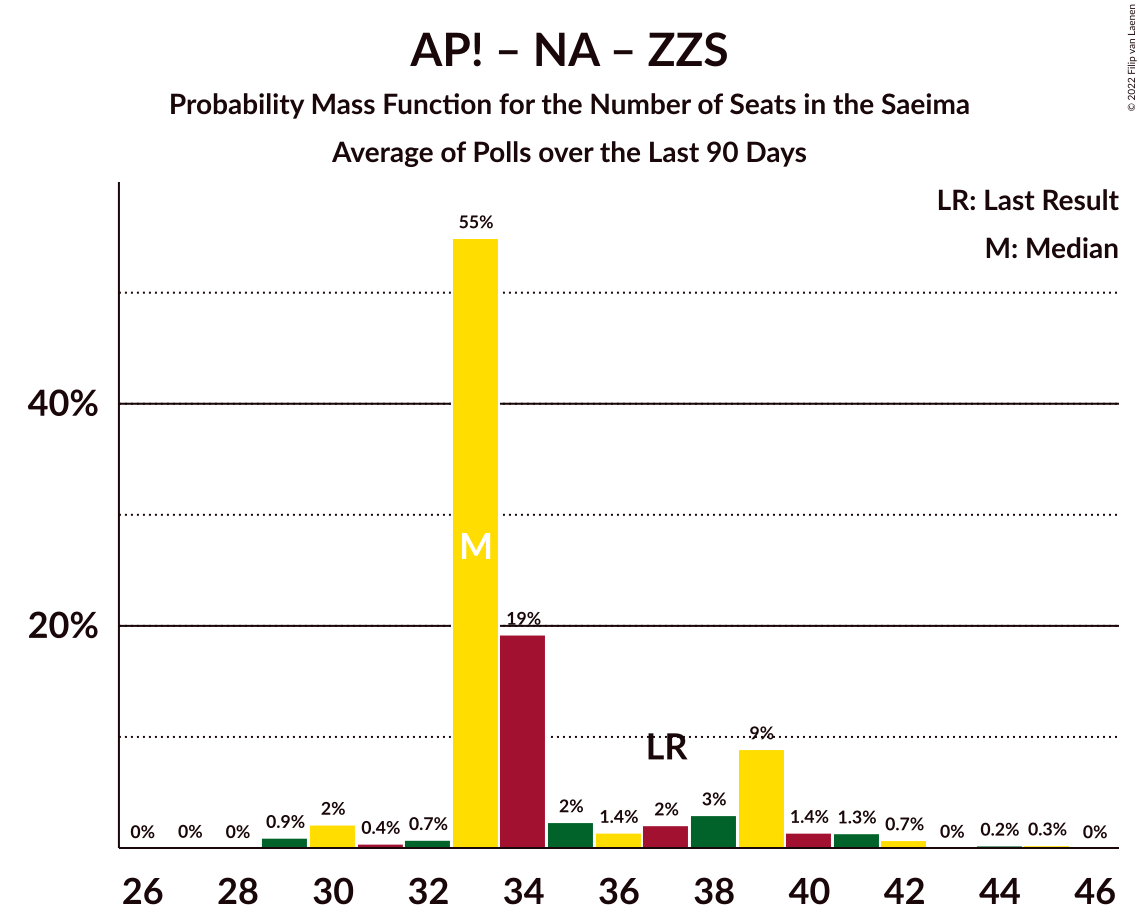 AP! – NA – ZZS
Probability Mass Function for the Number of Seats in the Saeima
Average of Polls over the Last 90 Days
© 2022 Filip van Laenen
LR: Last Result
M: Median
55%
40%
M
20%
19%
LR
9%
0% 0% 0% 0.9% 2% 0.4% 0.7% 2% 1.4% 2% 3% 1.4% 1.3% 0.7% 0% 0.2% 0.3% 0%
26 28 30 32 34 36 38 40 42 44 46